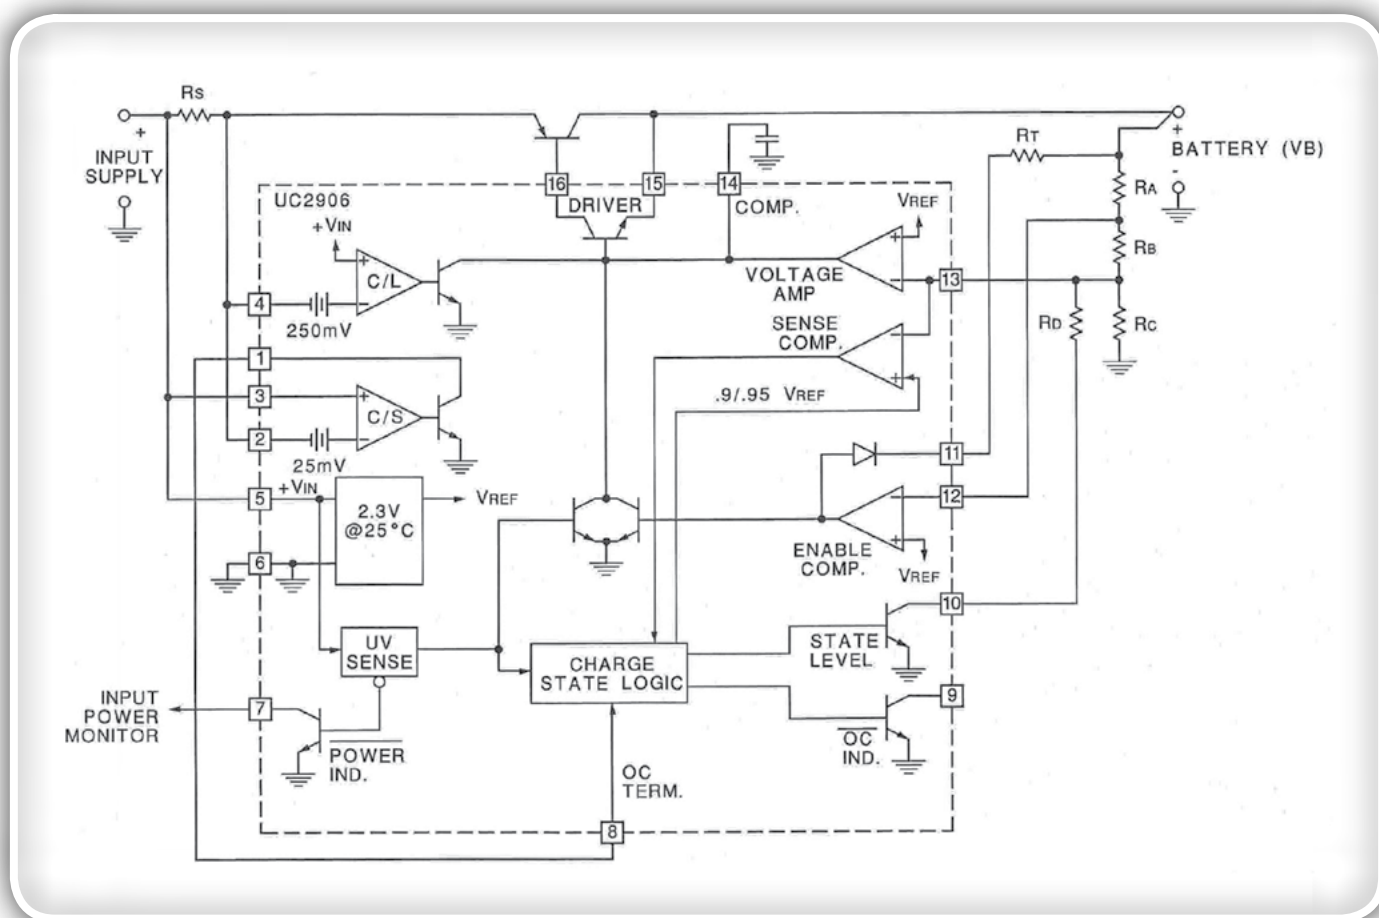 Rs
+
INPUT
SUPPLY
RT
+
BATTERY (VB)
-
RA
RB
RC
RD
16
15
14
UC2906
DRIVER
COMP.
VREF
+VIN
+
C/L
-
4
250mV
+
-
VOLTAGE
AMP
13
SENSE
COMP.
-
+
.9/.95 VREF
1
3
+
C/S
-
2
25mV
5
+VIN
2.3V
@25°C
VREF
6
11
12
-
+
ENABLE
COMP.
VREF
10
UV
SENSE
CHARGE
STATE LOGIC
STATE
LEVEL
9
OC
IND.
INPUT
POWER
MONITOR
7
POWER
IND.
OC
TERM.
8